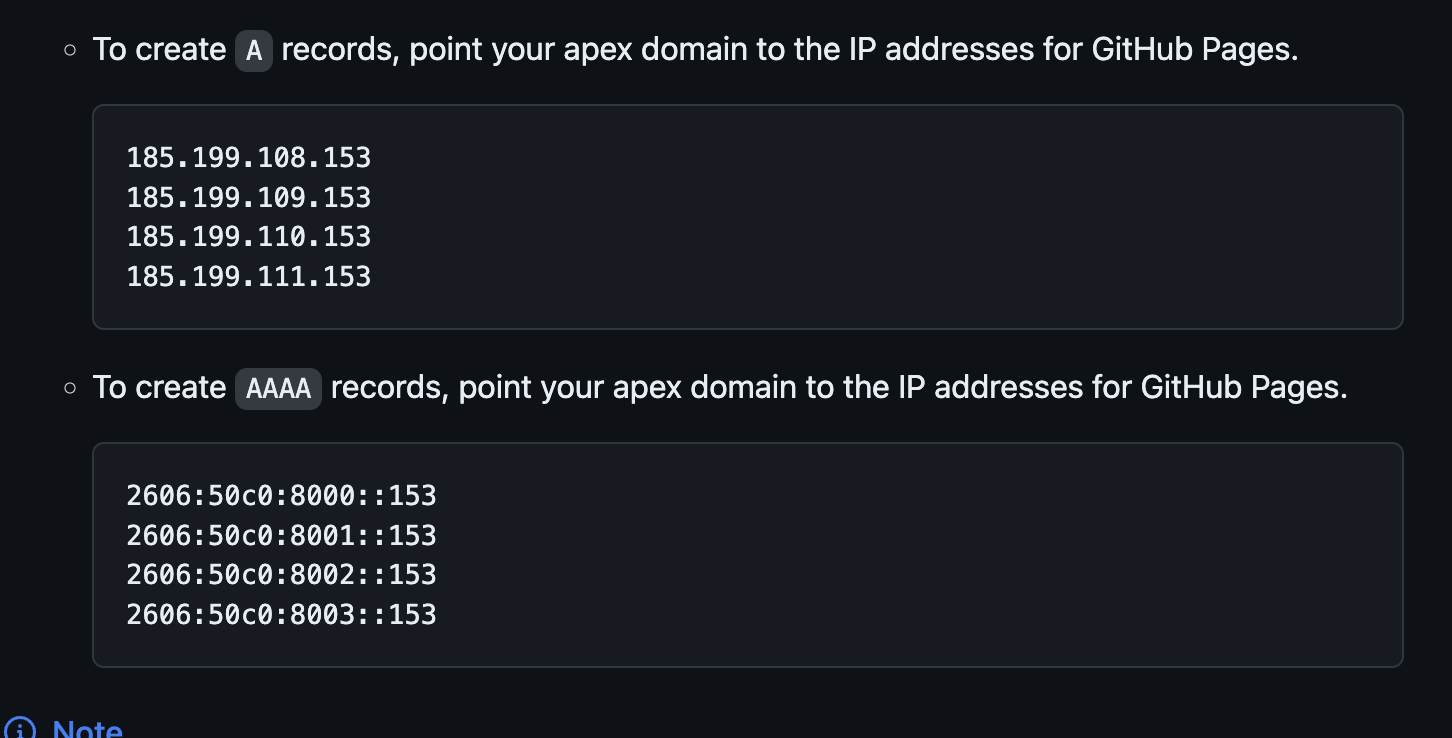 To create A records, point your apex domain to the IP addresses for GitHub Pages.
185.199.108.153
185.199.109.153
185.199.110.153
185.199.111.153
To create AAAA records, point your apex domain to the IP addresses for GitHub Pages.
2606:50c0:8000::153
2606:50c0:8001::153
2606:50c0:8002::153
2606:50c0:8003::153
Note